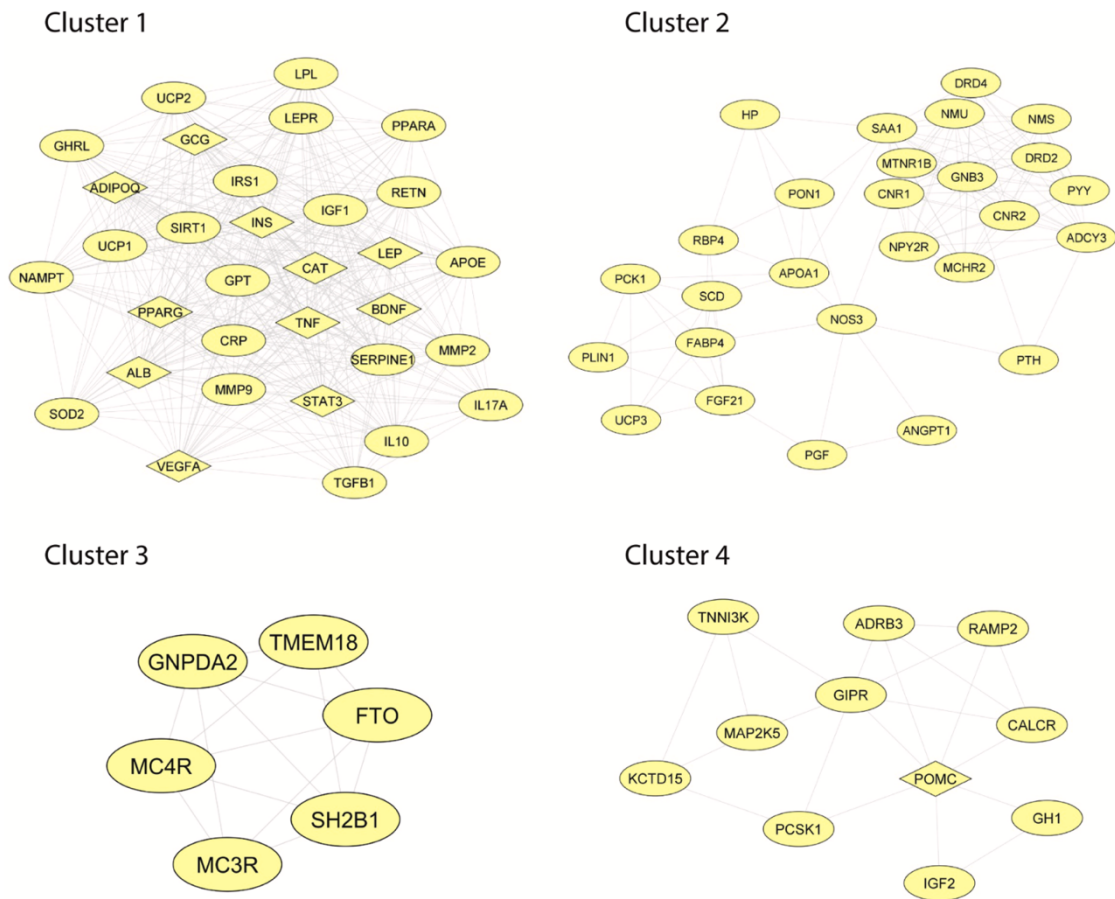 Cluster 1
LPL
UCP2
LEPR
PPARA
GCG
GHRL
IRS1
ADIPOQ
RETN
IGF1
INS
SIRT1
UCP1
LEP
APOE
CAT
NAMPT
GPT
BDNF
PPARG
TNF
CRP
MMP2
SERPINE1
ALB
MMP9
STAT3
IL17A
SOD2
IL10
VEGFA
TGFB1
Cluster 2
DRD4
HP
NMU
NMS
SAA1
DRD2
MTNR1B
GNB3
PYY
CNR1
PON1
CNR2
ADCY3
RBP4
NPY2R
MCHR2
APOA1
PCK1
SCD
NOS3
FABP4
PLIN1
PTH
FGF21
UCP3
ANGPT1
PGF
Cluster 3
TMEM18
GNPDA2
FTO
MC4R
SH2B1
MC3R
Cluster 4
TNNI3K
ADRB3
RAMP2
GIPR
CALCR
MAP2K5
KCTD15
POMC
GH1
PCSK1
IGF2